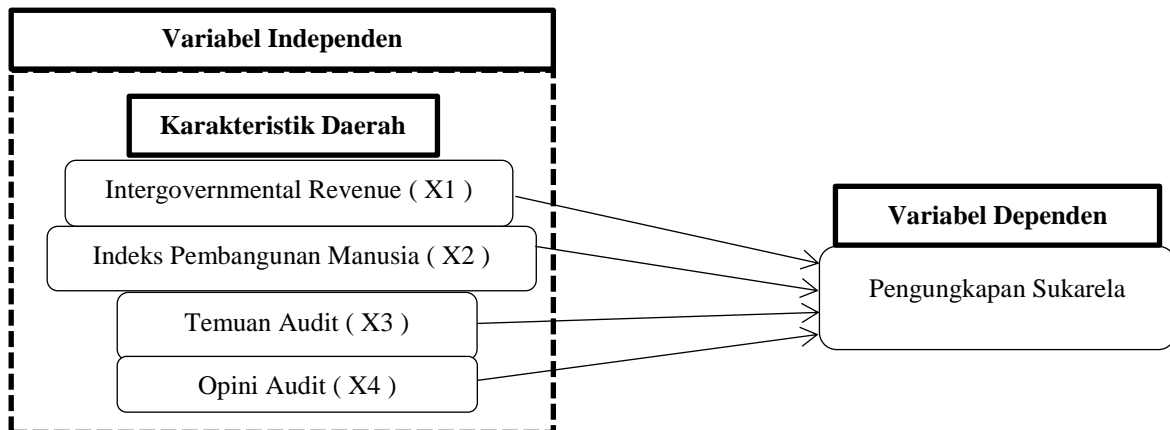 Variabel Independen
Karakteristik Daerah
Intergovernmental Revenue ( X1 )
Indeks Pembangunan Manusia ( X2 )
Temuan Audit ( X3 )
Opini Audit ( X4 )
Variabel Dependen
Pengungkapan Sukarela